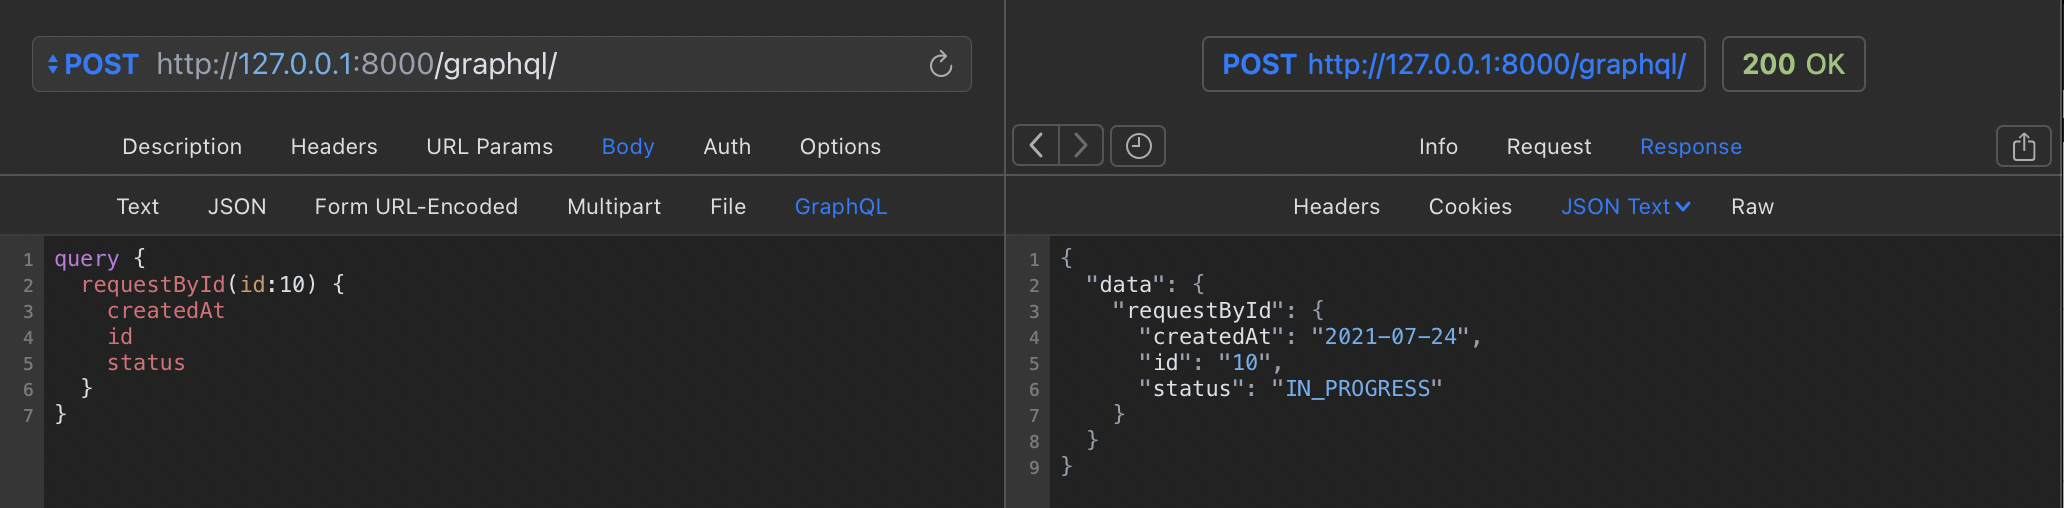 POST http://127.0.0.1:8000/graphql/
Description Headers URL Params Body Auth Options
Text JSON Form URL-Encoded Multipart File GraphQL
1 query {
2   requestById(id:10) {
3     createdAt
4     id
5     status
6   }
7 }
POST http://127.0.0.1:8000/graphql/ 200 OK
Info Request Response
Headers Cookies JSON Text Raw
1 {
2   "data": {
3     "requestById": {
4       "createdAt": "2021-07-24",
5       "id": "10",
6       "status": "IN_PROGRESS"
7     }
8   }
9 }